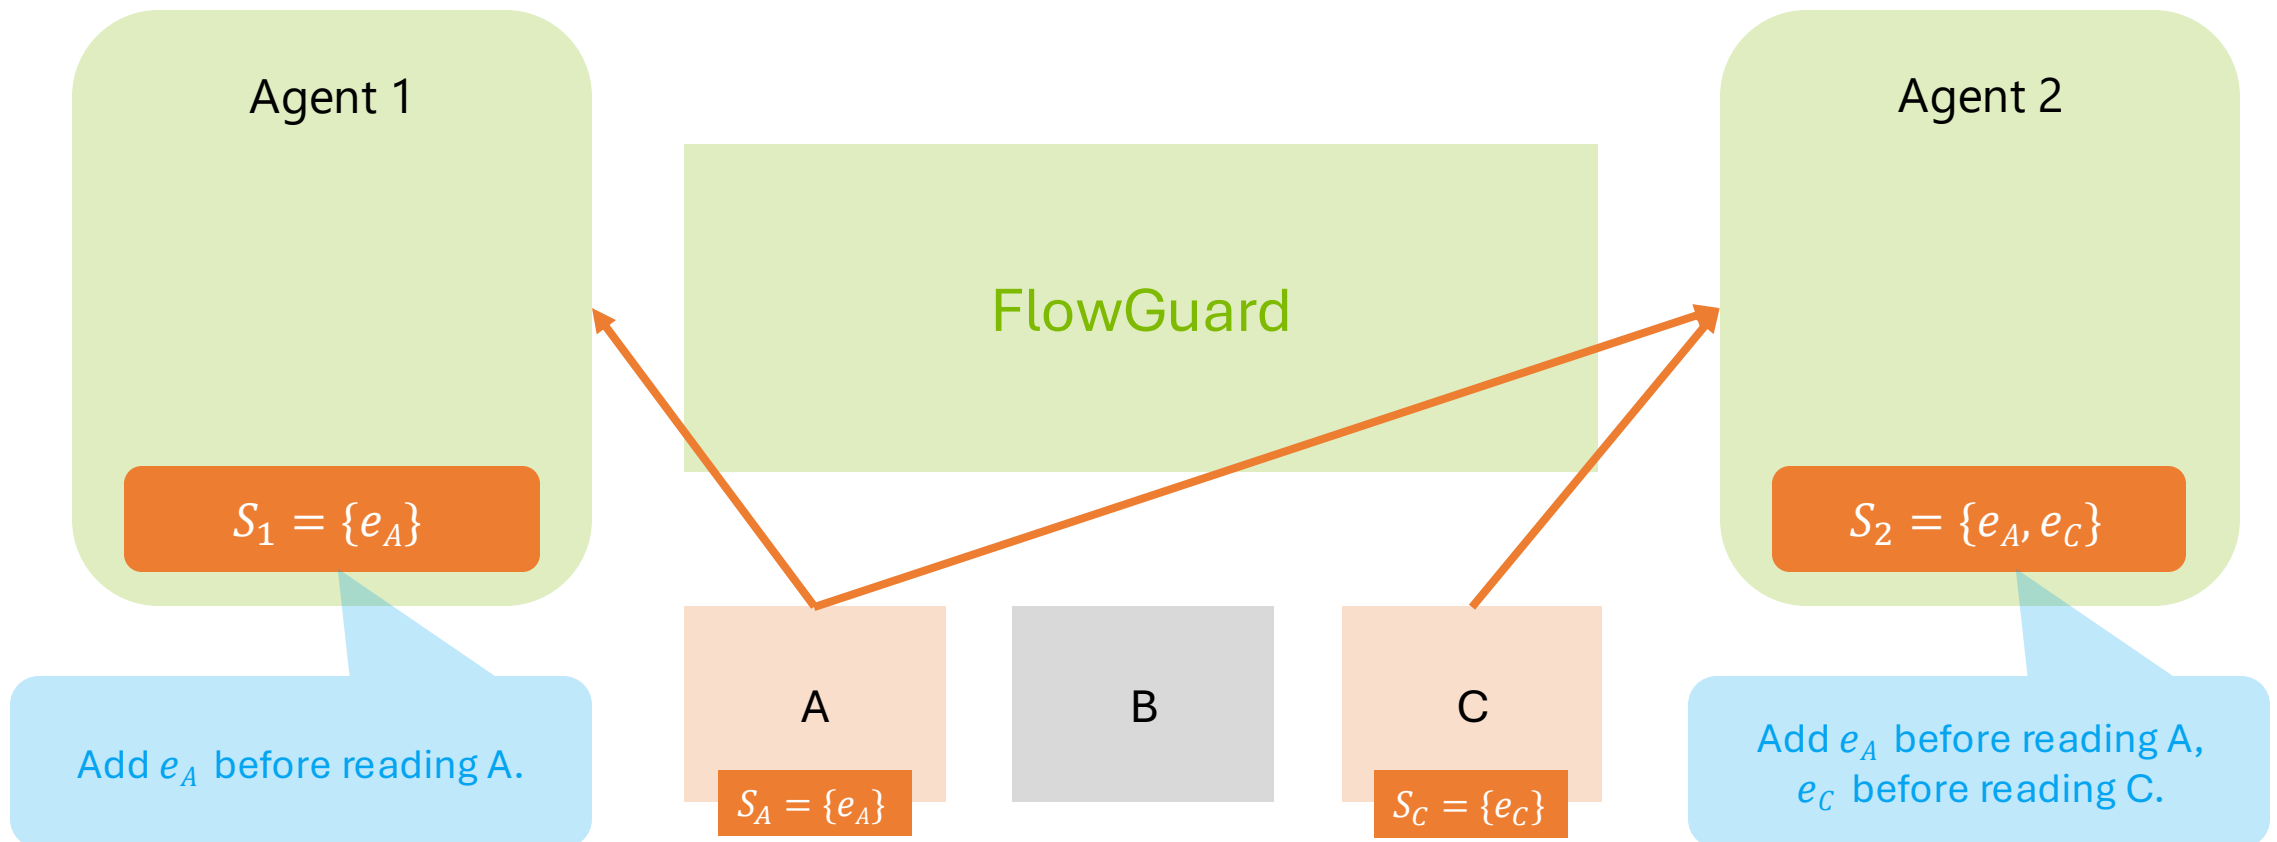 Agent 1
Agent 2
FlowGuard
S₁ = {e_A}
S₂ = {e_A, e_C}
A
B
C
Add e_A before reading A.
S_A = {e_A}
S_C = {e_C}
Add e_A before reading A,
e_C before reading C.